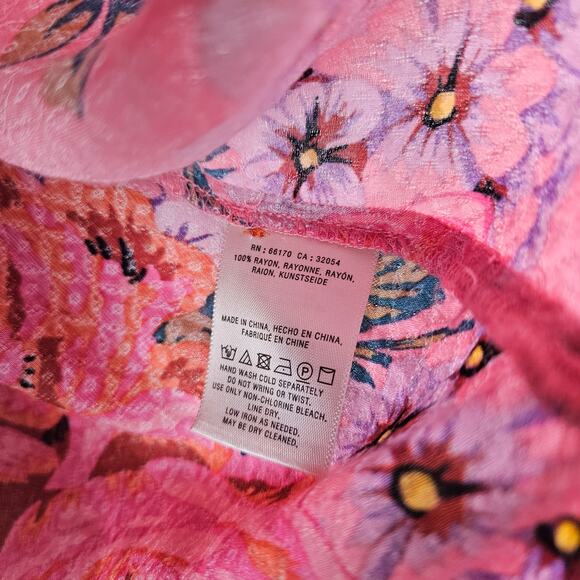 RN : 66170 CA : 32054
100% RAYON, RAYONNE, RAYÓN,
RAION, KUNSTSEIDE
MADE IN CHINA, HECHO EN CHINA,
FABRIQUÉ EN CHINE
HAND WASH COLD SEPARATELY
DO NOT WRING OR TWIST.
USE ONLY NON-CHLORINE BLEACH.
LINE DRY.
LOW IRON AS NEEDED.
MAY BE DRY CLEANED.